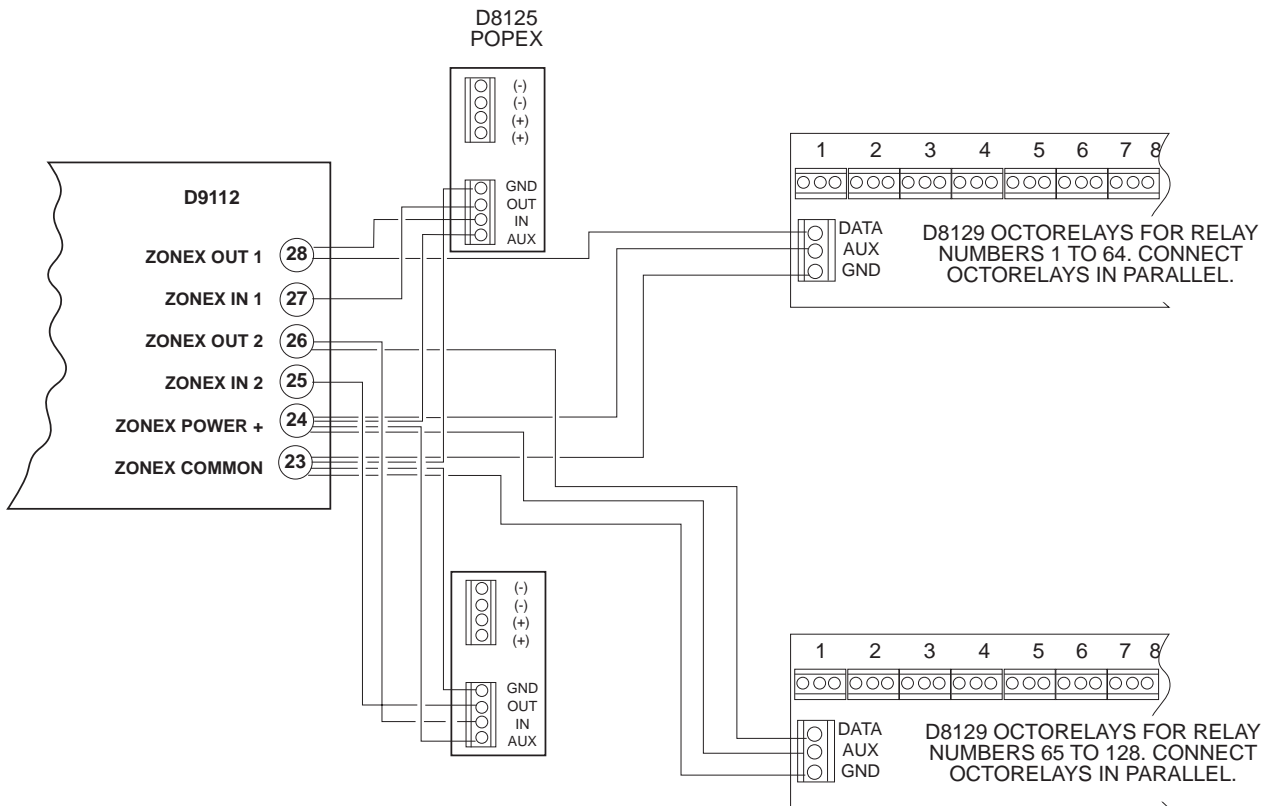 D8125
POPEX
(-)
(-)
(+)
(+)
GND
OUT
IN
AUX
D9112
ZONEX OUT 1 28
ZONEX IN 1 27
ZONEX OUT 2 26
ZONEX IN 2 25
ZONEX POWER + 24
ZONEX COMMON 23
1 2 3 4 5 6 7 8
DATA
AUX
GND
D8129 OCTORELAYS FOR RELAY
NUMBERS 1 TO 64. CONNECT
OCTORELAYS IN PARALLEL.
(-)
(-)
(+)
(+)
GND
OUT
IN
AUX
1 2 3 4 5 6 7 8
DATA
AUX
GND
D8129 OCTORELAYS FOR RELAY
NUMBERS 65 TO 128. CONNECT
OCTORELAYS IN PARALLEL.